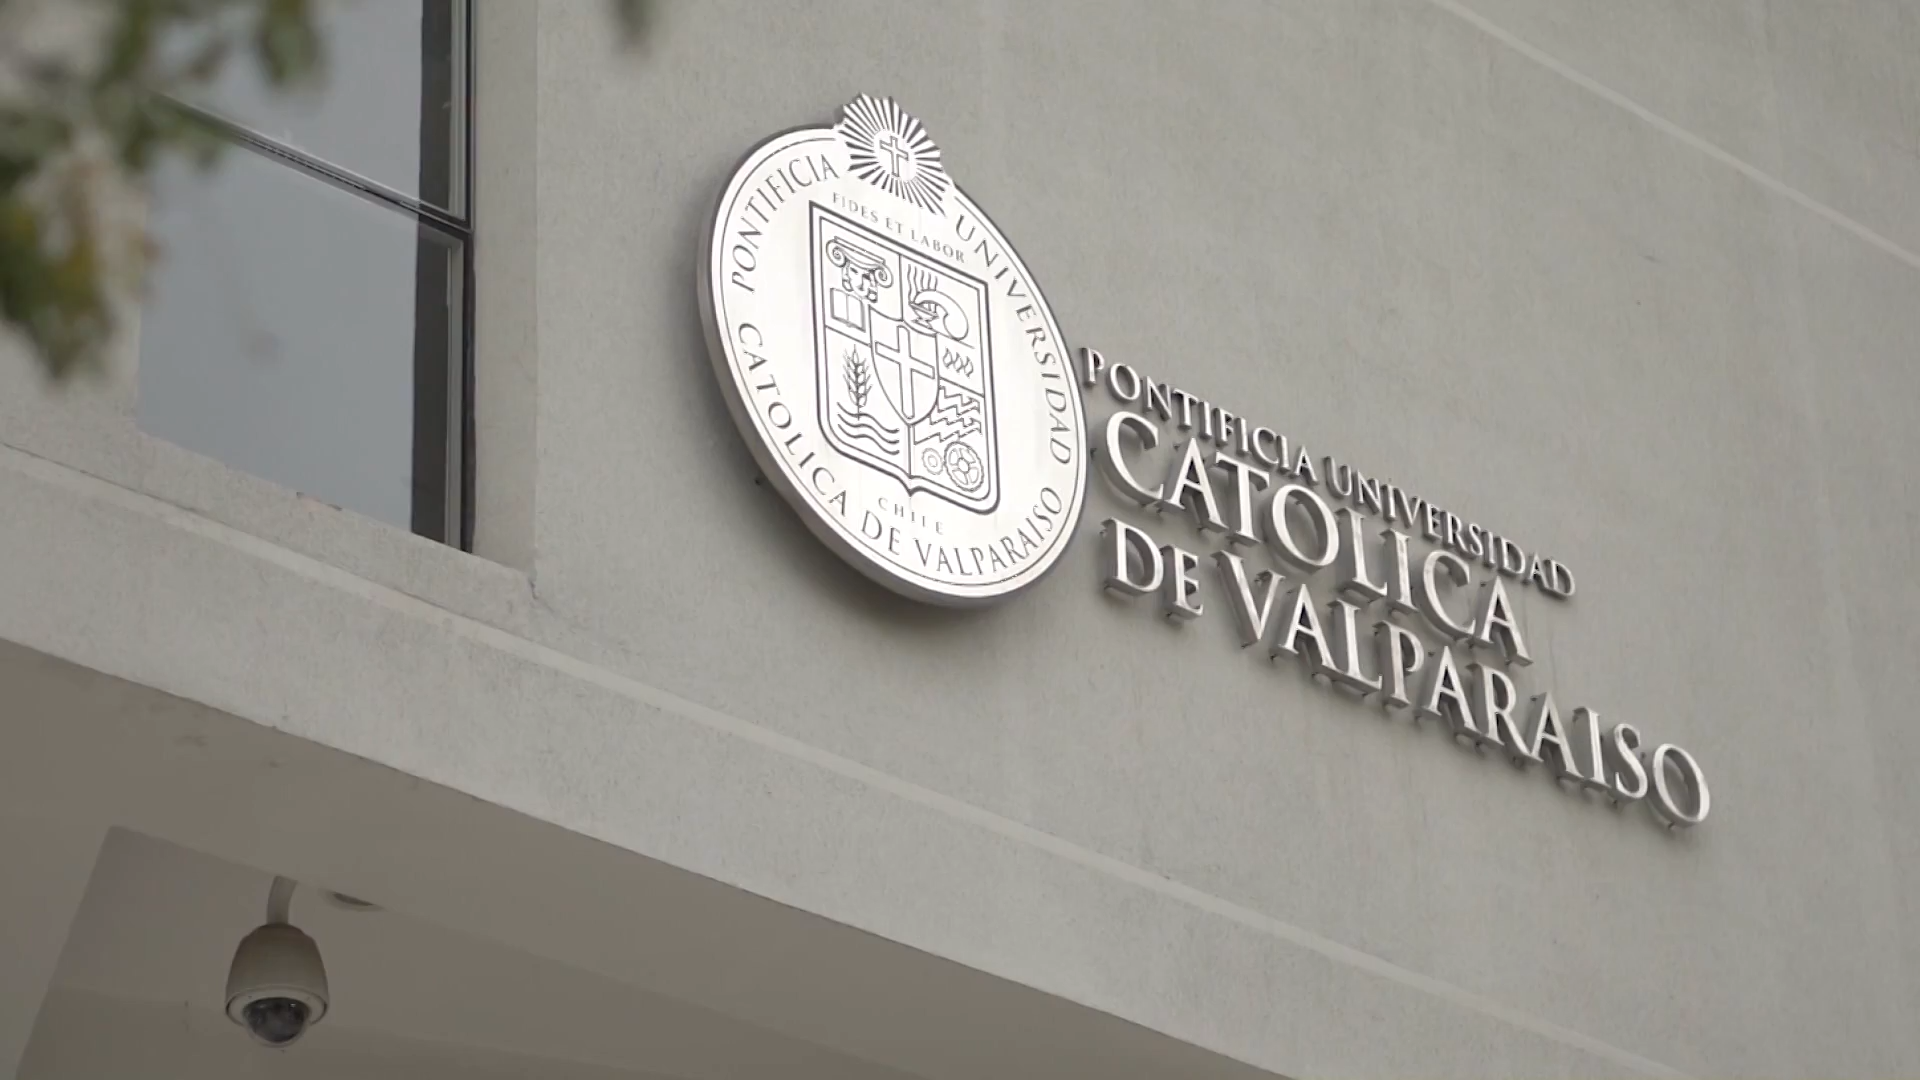 PONTIFICIA UNIVERSIDAD
CATOLICA DE VALPARAISO
FIDES ET LABOR
CHILE
PONTIFICIA UNIVERSIDAD
CATOLICA
DE VALPARAISO